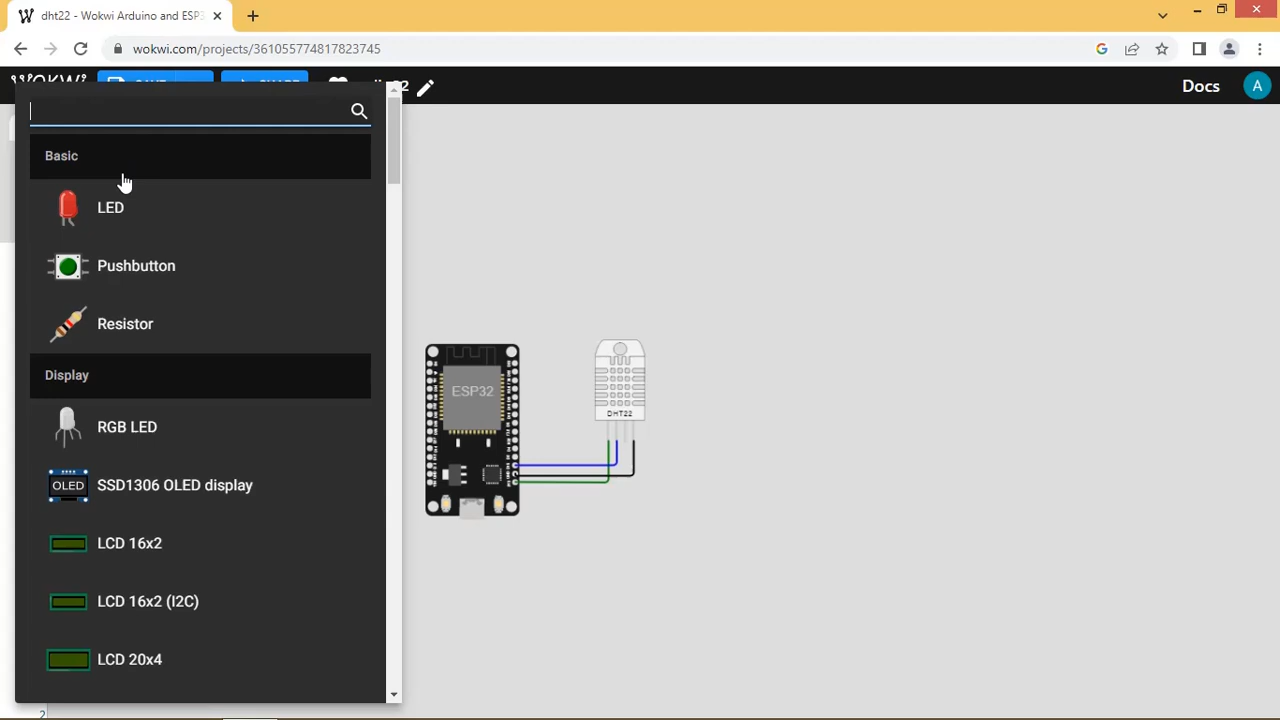 dht22 - Wokwi Arduino and ESP3
wokwi.com/projects/361055774817823745
Docs
A
Basic
LED
Pushbutton
Resistor
Display
RGB LED
OLED
SSD1306 OLED display
LCD 16x2
LCD 16x2 (I2C)
LCD 20x4
ESP32
DHT22
2